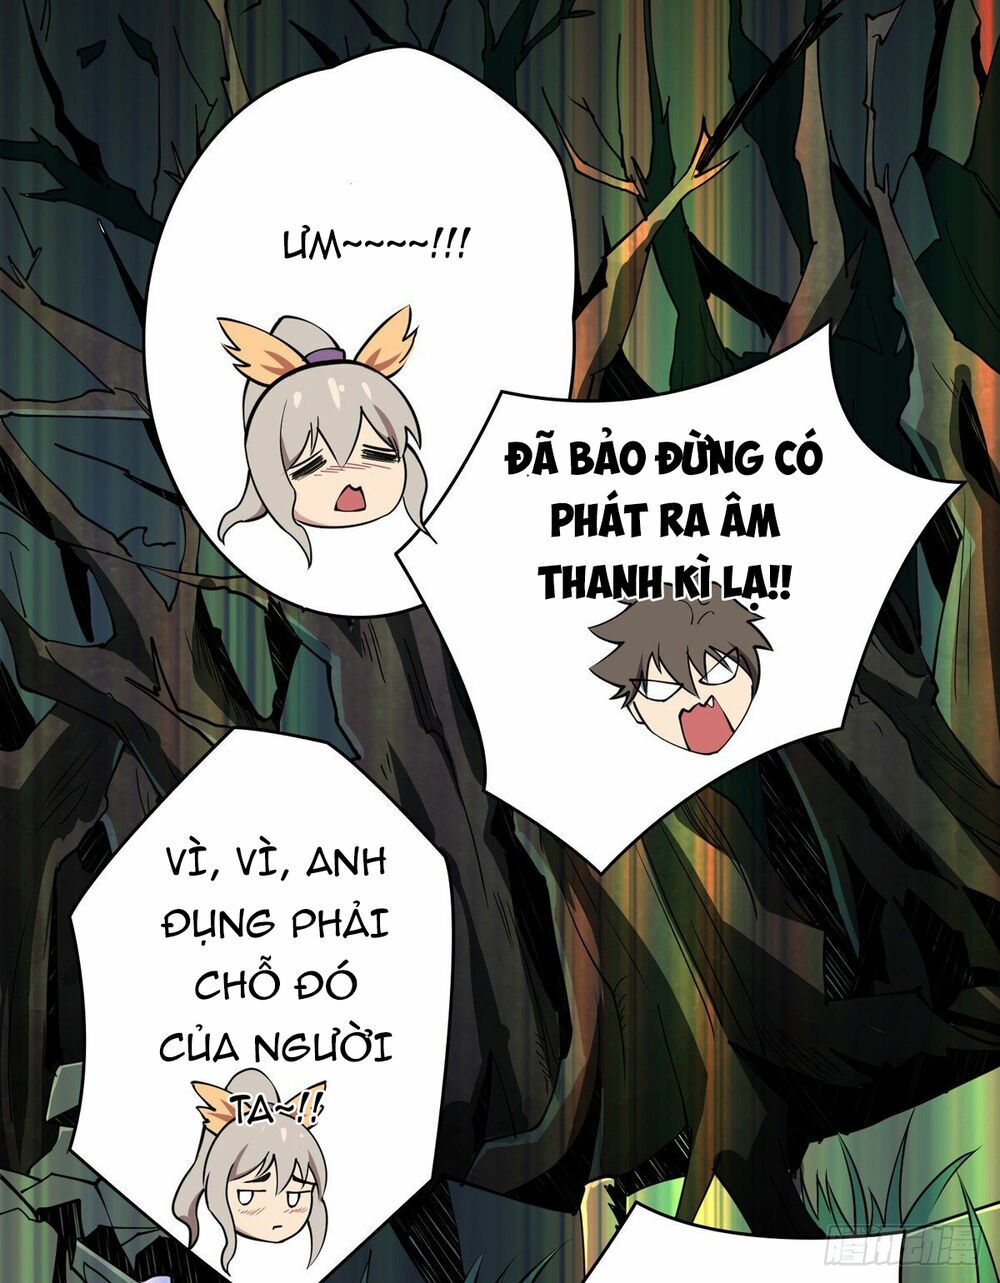 ƯM~~~~!!!
ĐÃ BẢO ĐỪNG CÓ
PHÁT RA ÂM
THANH KÌ LẠ!!
VÌ, VÌ, ANH
ĐỤNG PHẢI
CHỖ ĐÓ
CỦA NGƯỜI
TA~!!